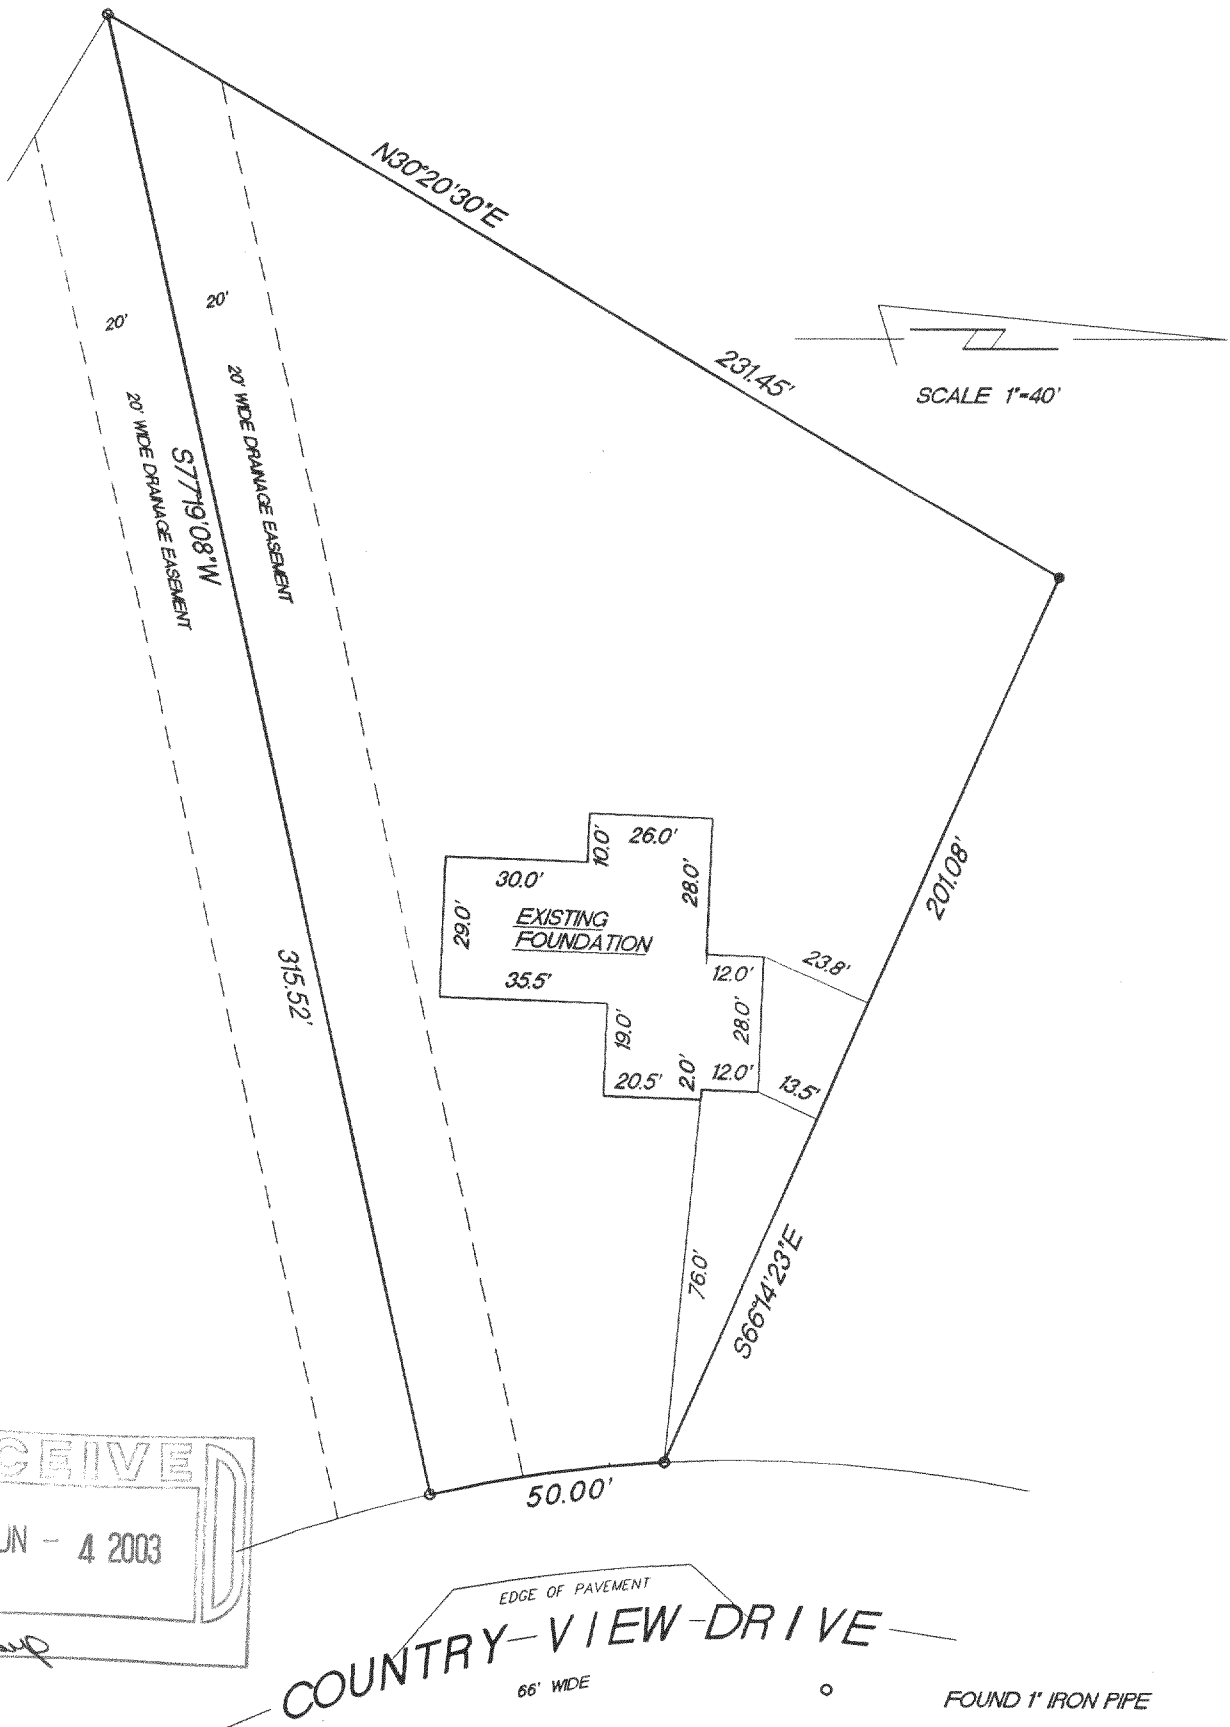 N30°20'30"E
20'
20'
231.45'
SCALE 1"=40'
20' WIDE DRAINAGE EASEMENT
S77°19'08"W
20' WIDE DRAINAGE EASEMENT
26.0'
10.0'
30.0'
28.0'
29.0'
EXISTING
FOUNDATION
201.08'
23.8'
12.0'
35.5'
315.52'
19.0'
28.0'
2.0'
12.0'
20.5'
13.5'
76.0'
S66°14'23"E
50.00'
CEIVE
D
UN - 4 2003
EDGE OF PAVEMENT
COUNTRY VIEW DRIVE
66' WIDE
FOUND 1" IRON PIPE